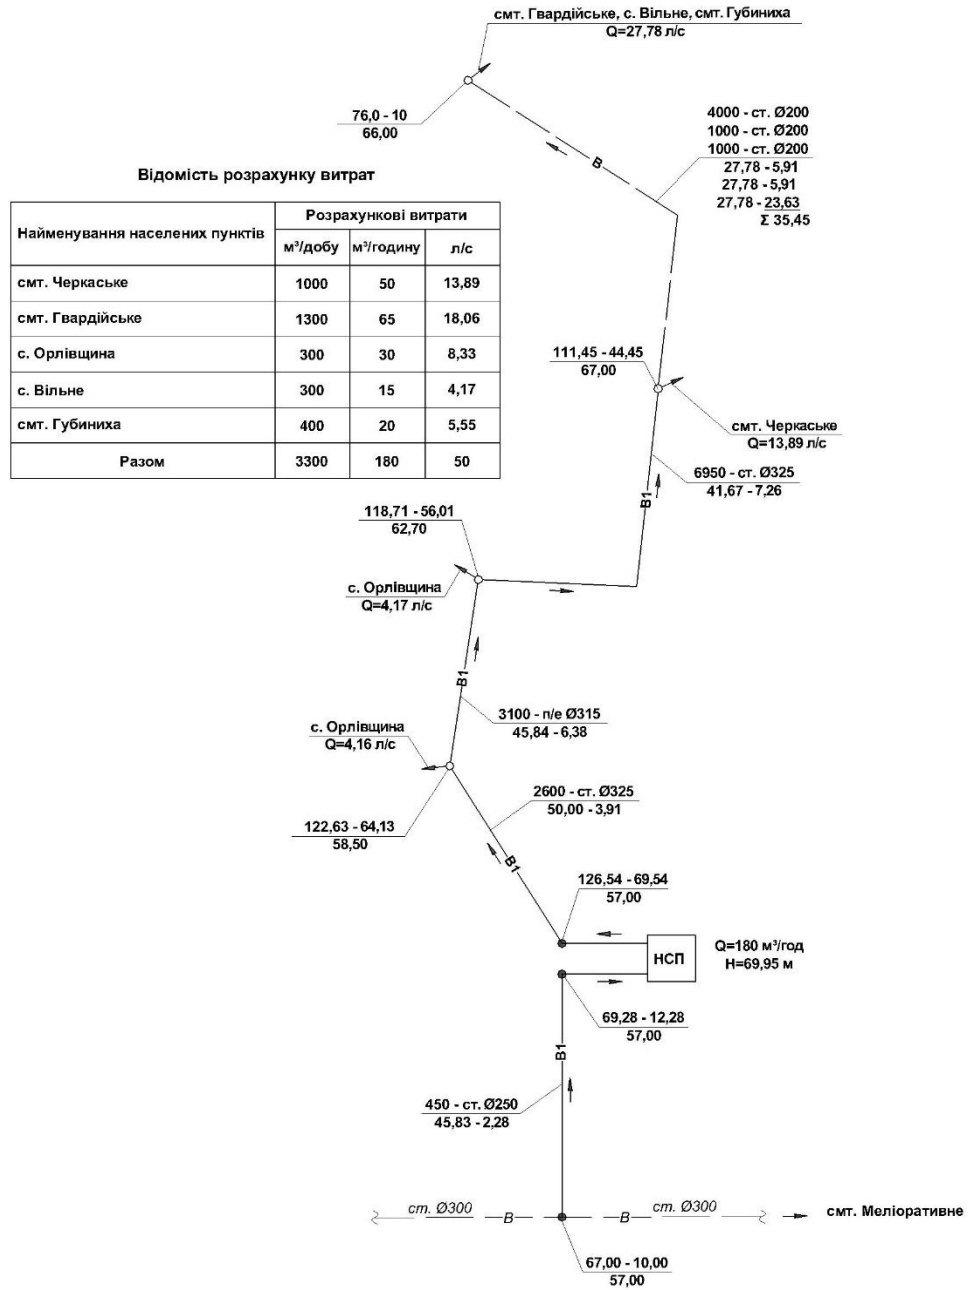 смт. Гвардійське, с. Вільне, смт. Губиниха
Q=27,78 л/с
76,0 - 10
66,00
4000 - ст. Ø200
1000 - ст. Ø200
1000 - ст. Ø200
27,78 - 5,91
27,78 - 5,91
27,78 - 23,63
Σ 35,45
В
Відомість розрахунку витрат
Найменування населених пунктів
Розрахункові витрати
м³/добу м³/годину л/с
смт. Черкаське 1000 50 13,89
смт. Гвардійське 1300 65 18,06
с. Орлівщина 300 30 8,33
с. Вільне 300 15 4,17
смт. Губиниха 400 20 5,55
Разом 3300 180 50
111,45 - 44,45
67,00
смт. Черкаське
Q=13,89 л/с
6950 - ст. Ø325
41,67 - 7,26
В1
118,71 - 56,01
62,70
с. Орлівщина
Q=4,17 л/с
В1
3100 - п/е Ø315
45,84 - 6,38
с. Орлівщина
Q=4,16 л/с
2600 - ст. Ø325
50,00 - 3,91
122,63 - 64,13
58,50
В1
126,54 - 69,54
57,00
НСП
Q=180 м³/год
Н=69,95 м
69,28 - 12,28
57,00
В1
450 - ст. Ø250
45,83 - 2,28
ст. Ø300
В
В
ст. Ø300
смт. Меліоративне
67,00 - 10,00
57,00